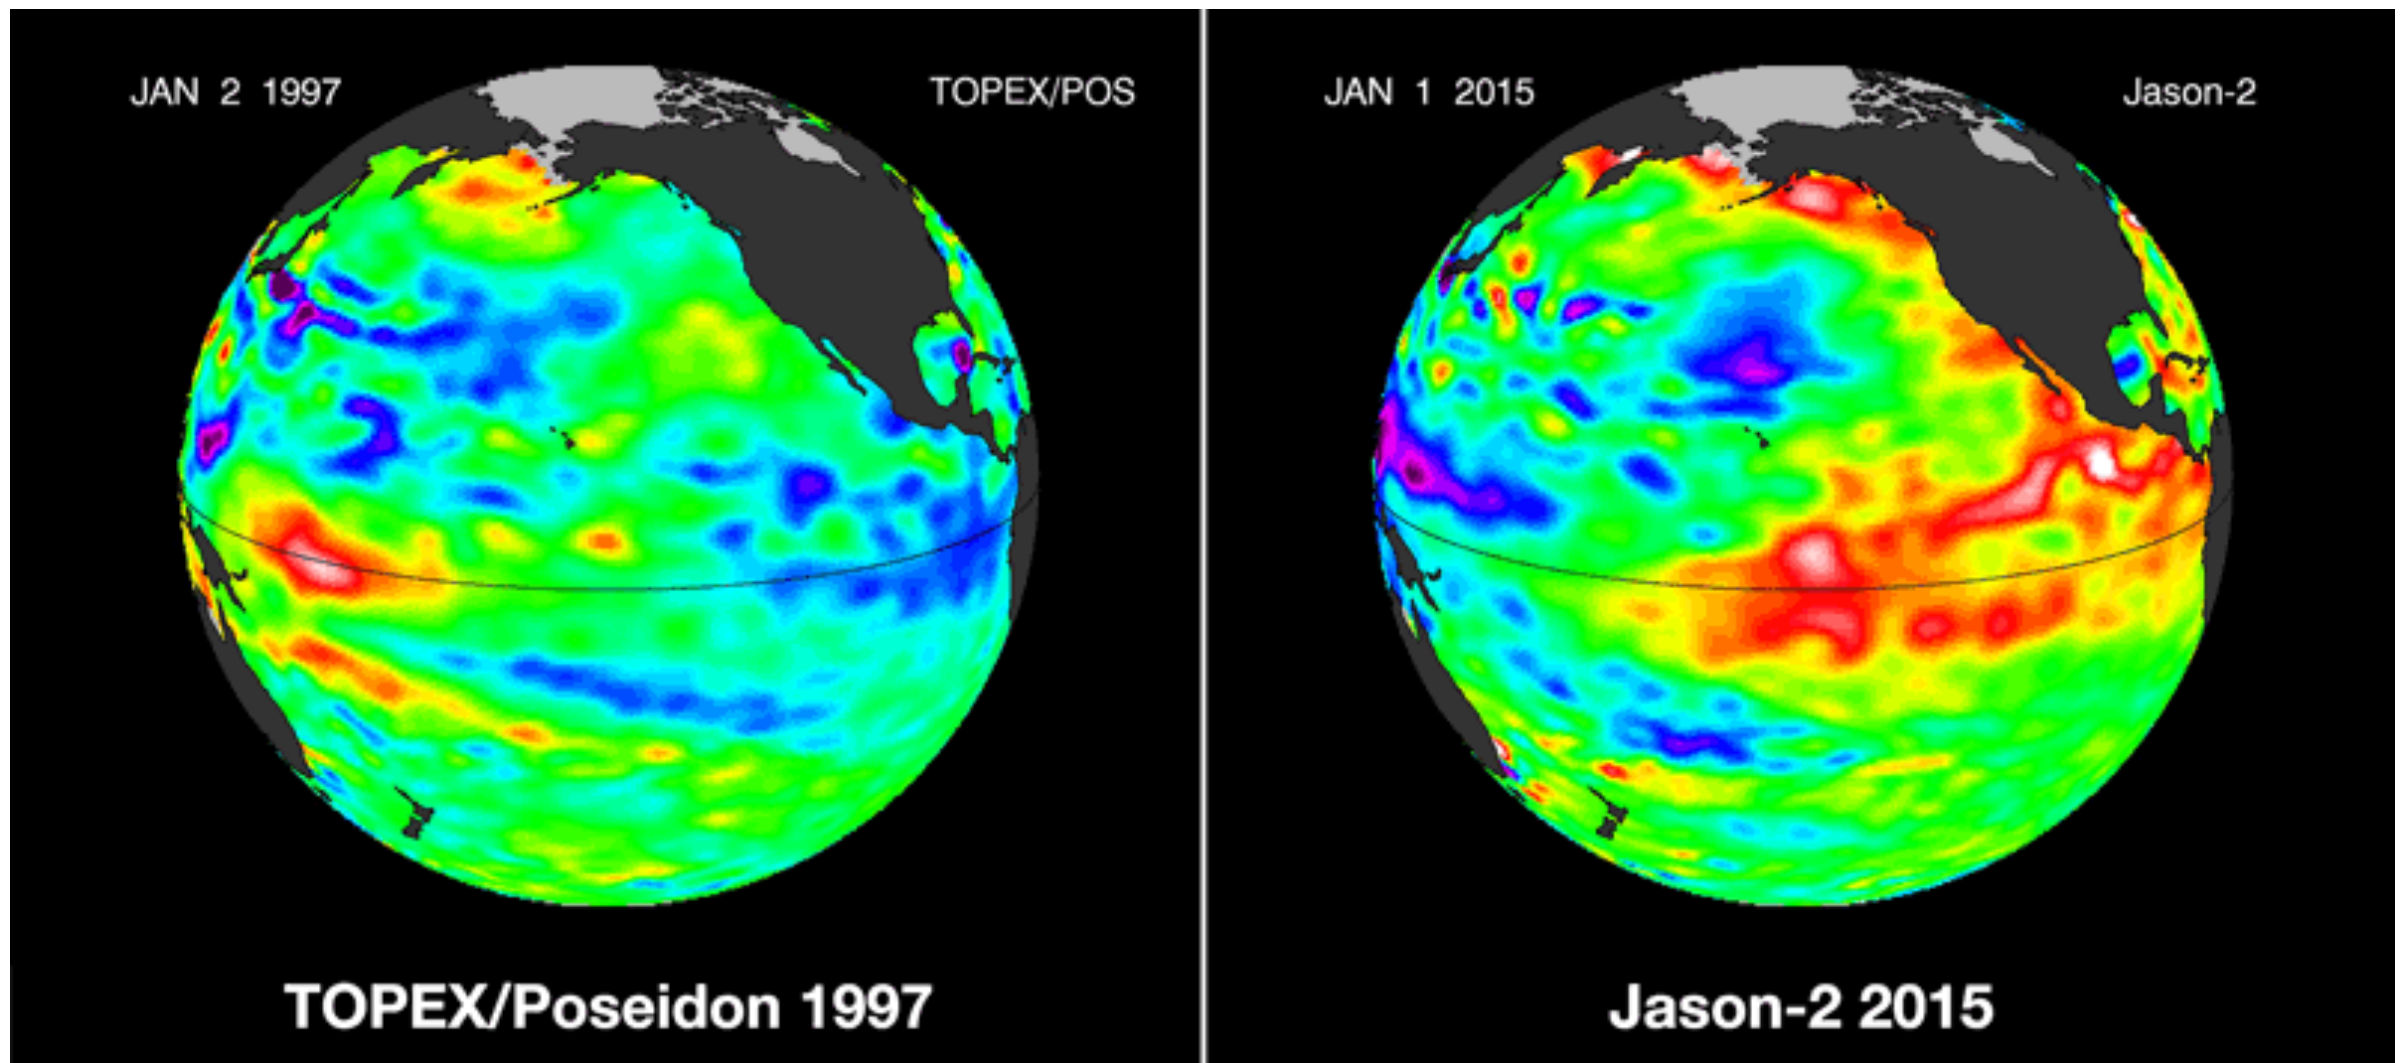 JAN 2 1997
TOPEX/POS
TOPEX/Poseidon 1997
JAN 1 2015
Jason-2
Jason-2 2015